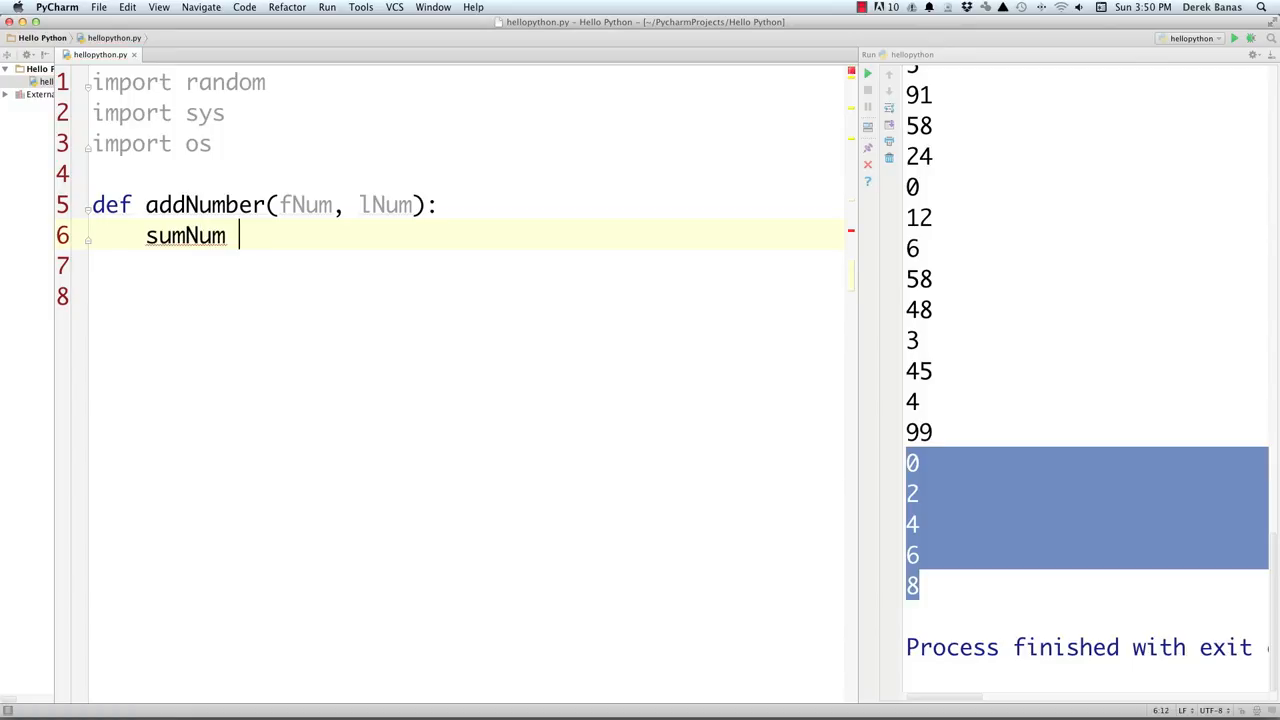 PyCharm File Edit View Navigate Code Refactor Run Tools VCS Window Help 10 Sun 3:50 PM Derek Banas
hellopython.py - Hello Python - [~/PycharmProjects/Hello Python]
Hello Python hellopython.py hellopython
hellopython.py
Run hellopython
Hello P
hell
Extern
1 import random
2 import sys
3 import os
4
5 def addNumber(fNum, lNum):
6 sumNum
7
8
91
58
24
0
12
6
58
48
3
45
4
99
0
2
4
6
8
Process finished with exit
6:12 LF UTF-8